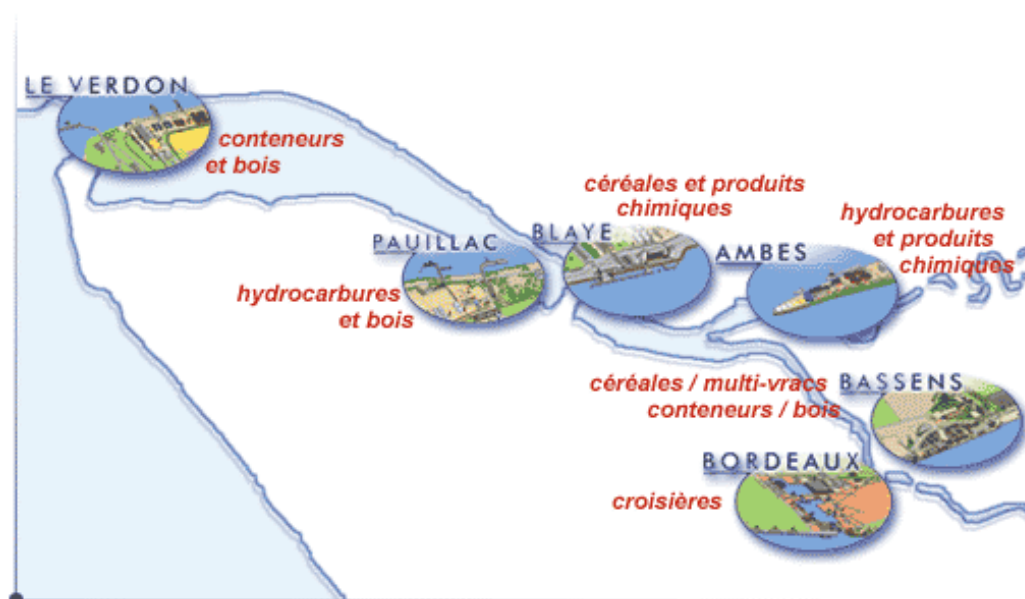 LE VERDON
conteneurs
et bois
céréales et produits
chimiques
hydrocarbures
et produits
chimiques
PAUILLAC
BLAYE
AMBES
hydrocarbures
et bois
céréales / multi-vracs
conteneurs / bois
BASSENS
BORDEAUX
croisières